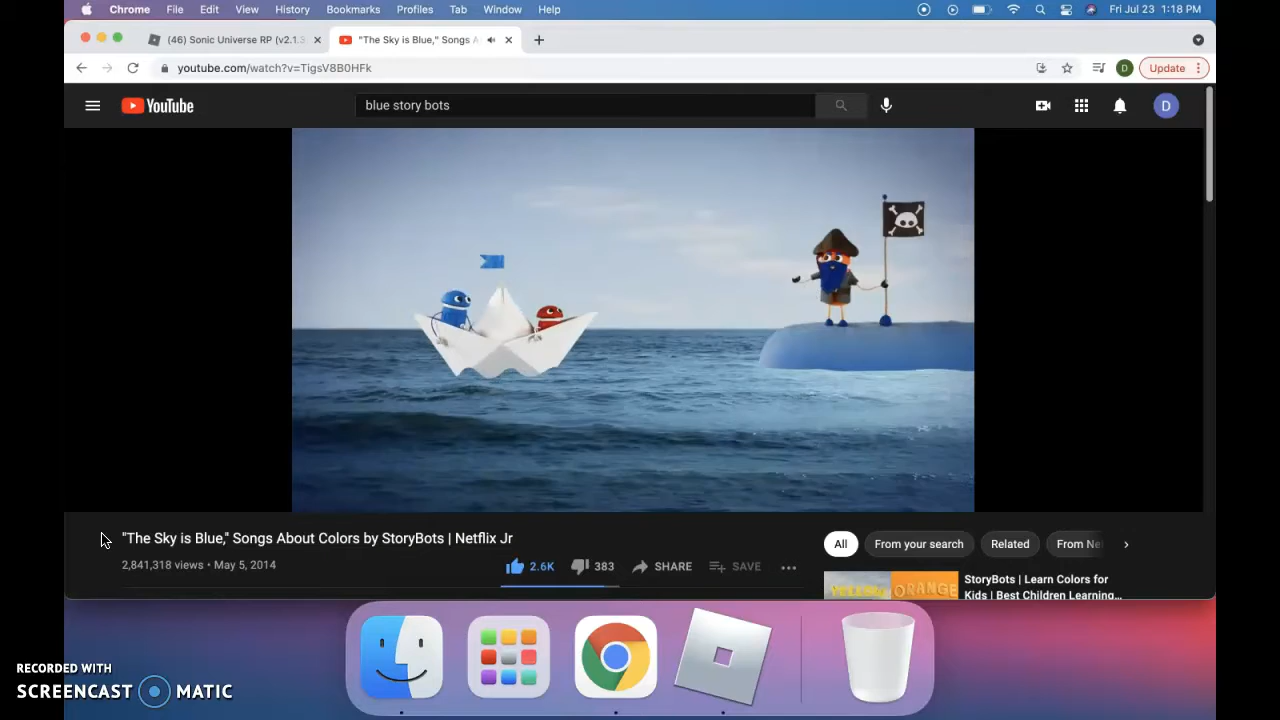 Chrome File Edit View History Bookmarks Profiles Tab Window Help Fri Jul 23 1:18 PM
(46) Sonic Universe RP (v2.1.3 "The Sky is Blue," Songs A
youtube.com/watch?v=TigsV8B0HFk D Update
YouTube blue story bots D
"The Sky is Blue," Songs About Colors by StoryBots | Netflix Jr
2,841,318 views • May 5, 2014 2.6K 383 SHARE SAVE
All From your search Related From Ne
YELLOW ORANGE
StoryBots | Learn Colors for
Kids | Best Children Learning...
RECORDED WITH
SCREENCAST MATIC